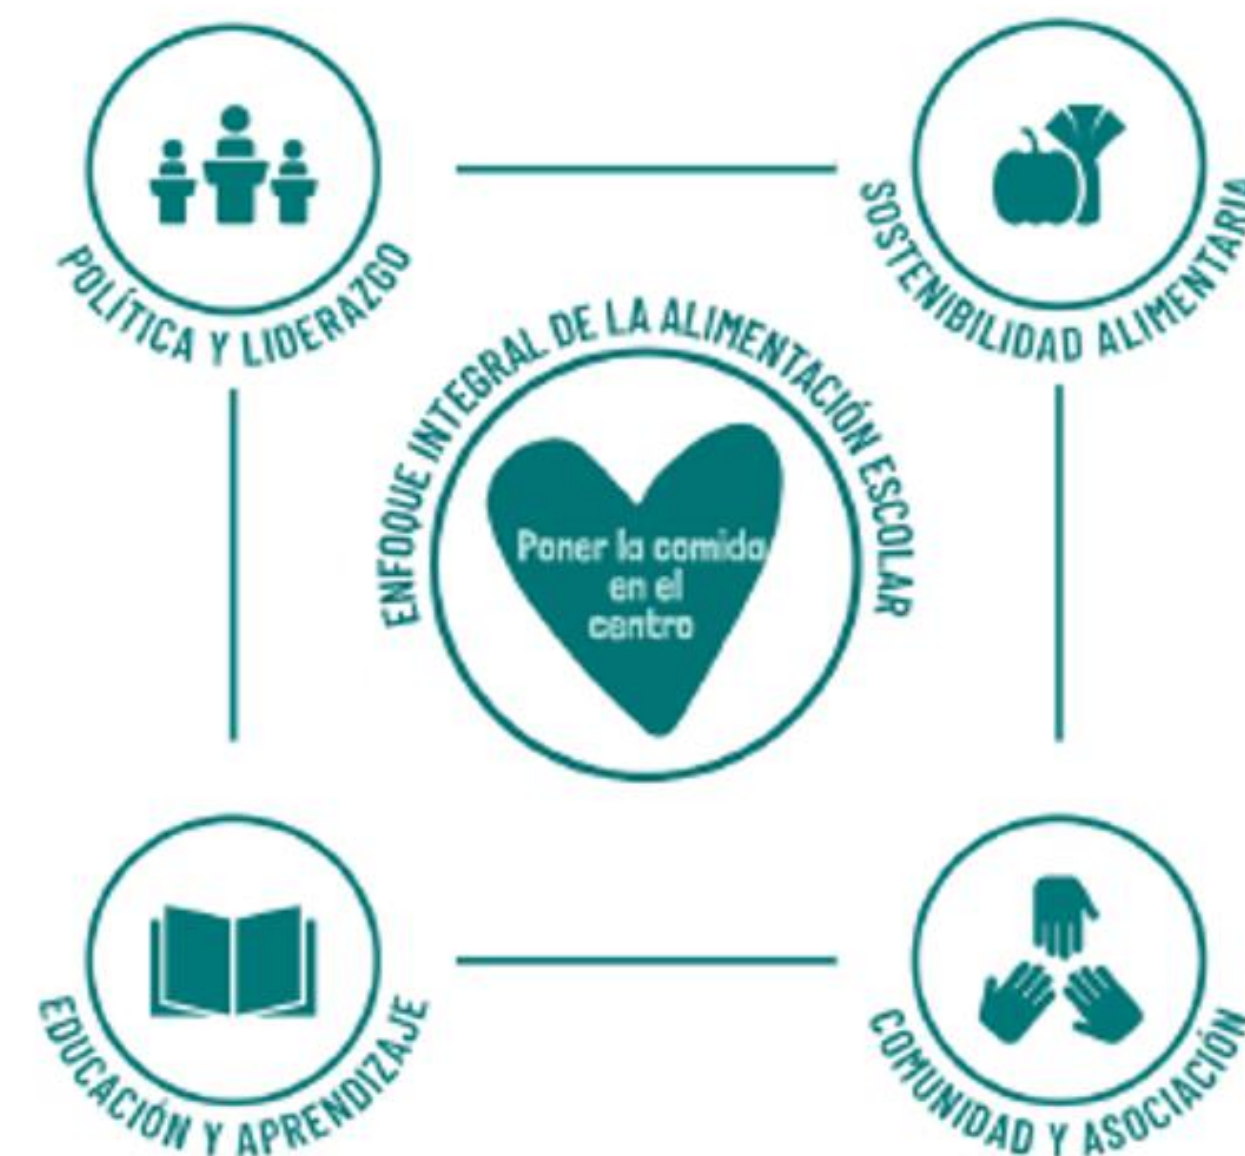 POLÍTICA Y LIDERAZGO
SOSTENIBILIDAD ALIMENTARIA
ENFOQUE INTEGRAL DE LA ALIMENTACIÓN ESCOLAR
Poner la comida
en el
centro
EDUCACIÓN Y APRENDIZAJE
COMUNIDAD Y ASOCIACIÓN